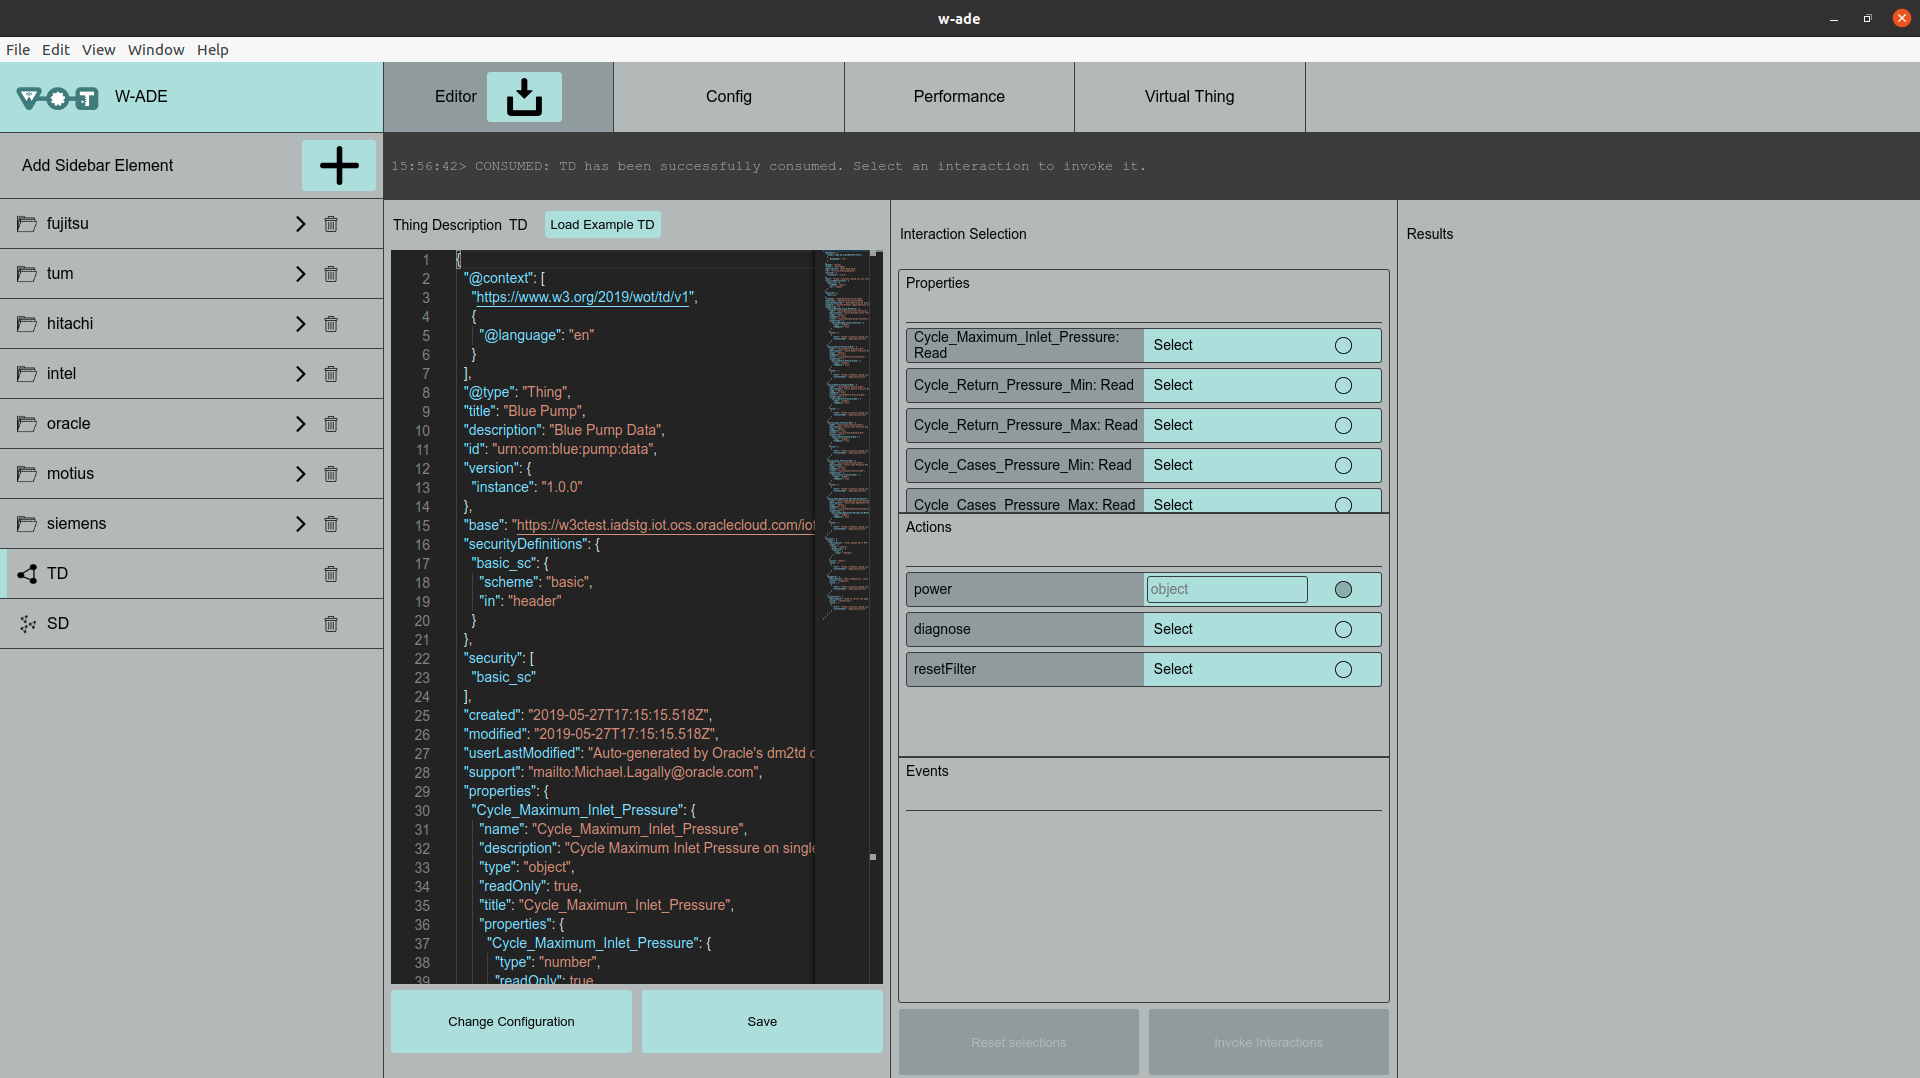 w-ade
File Edit View Window Help
WOT W-ADE
Editor
Config
Performance
Virtual Thing
Add Sidebar Element
15:56:42> CONSUMED: TD has been successfully consumed. Select an interaction to invoke it.
fujitsu
tum
hitachi
intel
oracle
motius
siemens
TD
SD
Thing Description TD
Load Example TD
1 {
2 "@context": [
3 "https://www.w3.org/2019/wot/td/v1",
4 {
5 "@language": "en"
6 }
7 ],
8 "@type": "Thing",
9 "title": "Blue Pump",
10 "description": "Blue Pump Data",
11 "id": "urn:com:blue:pump:data",
12 "version": {
13 "instance": "1.0.0"
14 },
15 "base": "https://w3ctest.iadstg.iot.ocs.oraclecloud.com/iot
16 "securityDefinitions": {
17 "basic_sc": {
18 "scheme": "basic",
19 "in": "header"
20 }
21 },
22 "security": [
23 "basic_sc"
24 ],
25 "created": "2019-05-27T17:15:15.518Z",
26 "modified": "2019-05-27T17:15:15.518Z",
27 "userLastModified": "Auto-generated by Oracle's dm2td c
28 "support": "mailto:Michael.Lagally@oracle.com",
29 "properties": {
30 "Cycle_Maximum_Inlet_Pressure": {
31 "name": "Cycle_Maximum_Inlet_Pressure",
32 "description": "Cycle Maximum Inlet Pressure on single
33 "type": "object",
34 "readOnly": true,
35 "title": "Cycle_Maximum_Inlet_Pressure",
36 "properties": {
37 "Cycle_Maximum_Inlet_Pressure": {
38 "type": "number",
39 "readOnly": true
Change Configuration
Save
Interaction Selection
Properties
Cycle_Maximum_Inlet_Pressure:
Read
Select
Cycle_Return_Pressure_Min: Read
Select
Cycle_Return_Pressure_Max: Read
Select
Cycle_Cases_Pressure_Min: Read
Select
Cycle_Cases_Pressure_Max: Read
Select
Actions
power
object
diagnose
Select
resetFilter
Select
Events
Reset selections
Invoke Interactions
Results